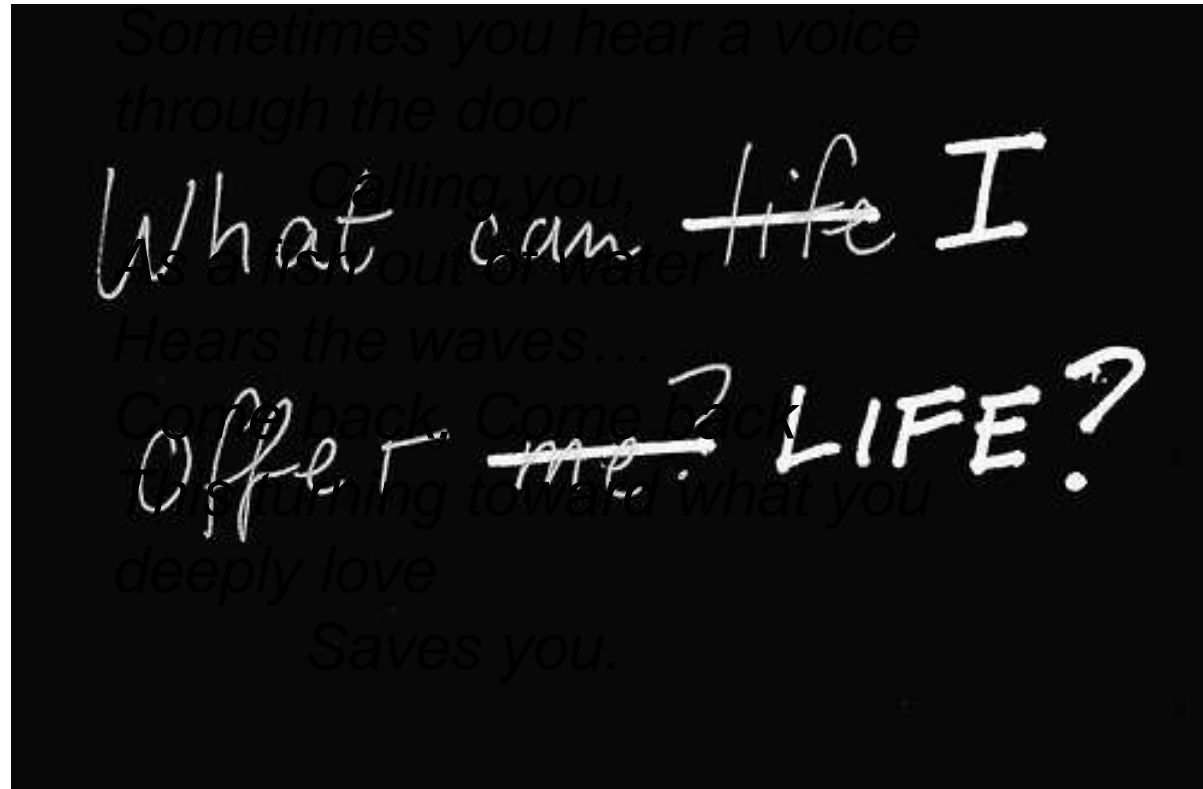 Sometimes you hear a voice
through the door
Calling you,
What can life I
As a fish out of water
Hears the waves…
Come back. Come back
offer me? LIFE?
This turning toward what you
deeply love
Saves you.